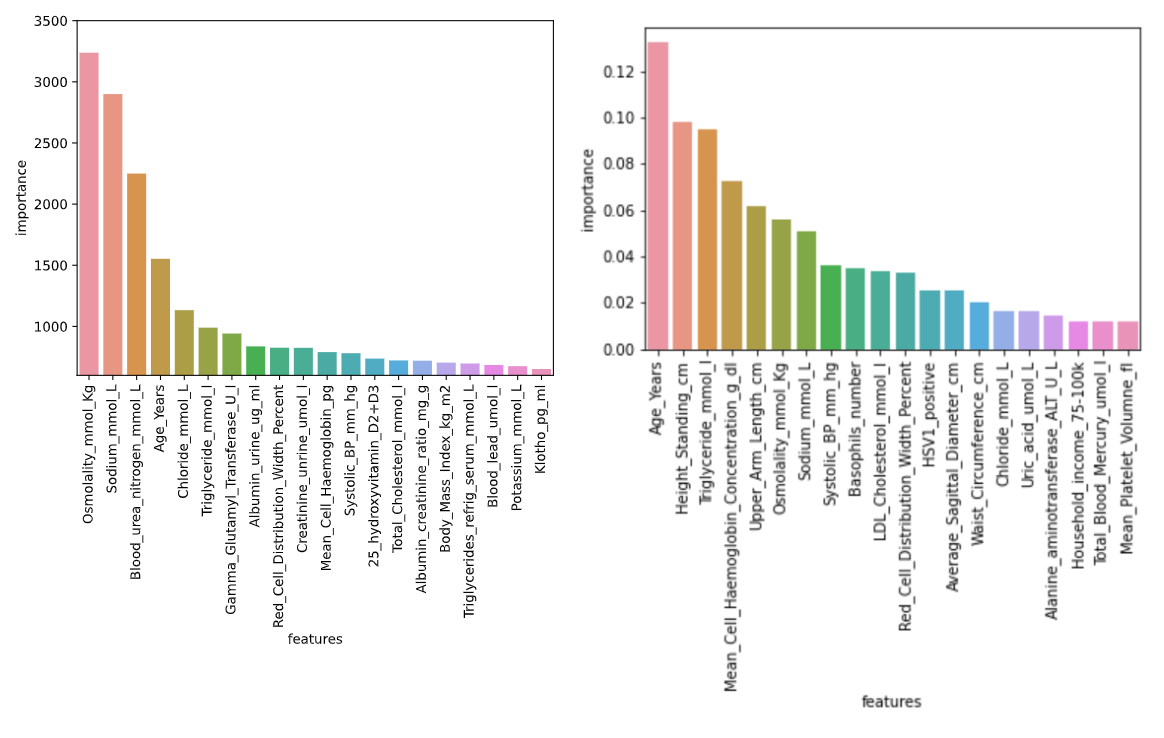 3500
3000
2500
2000
1500
1000
importance
Osmolality_mmol_Kg
Sodium_mmol_L
Blood_urea_nitrogen_mmol_L
Age_Years
Chloride_mmol_L
Triglyceride_mmol_l
Gamma_Glutamyl_Transferase_U_l
Albumin_urine_ug_ml
Red_Cell_Distribution_Width_Percent
Creatinine_unrine_umol_l
Mean_Cell_Haemoglobin_pg
Systolic_BP_mm_hg
25_hydroxyvitamin_D2+D3
Total_Cholesterol_mmol_l
Albumin_creatinine_ratio_mg_g
Body_Mass_Index_kg_m2
Triglycerides_refrig_serum_mmol_L
Blood_lead_umol_l
Potassium_mmol_L
Klotho_pg_ml
features
0.12
0.10
0.08
0.06
0.04
0.02
0.00
importance
Age_Years
Height_Standing_cm
Triglyceride_mmol_l
Mean_Cell_Haemoglobin_Concentration_g_dl
Upper_Arm_Length_cm
Osmolality_mmol_Kg
Sodium_mmol_L
Systolic_BP_mm_hg
Basophils_number
LDL_Cholesterol_mmol_l
Red_Cell_Distribution_Width_Percent
HSV1_positive
Average_Sagittal_Diameter_cm
Waist_Circumference_cm
Chloride_mmol_L
Uric_acid_umol_L
Alanine_aminotransferase_ALT_U_L
Household_income_75-100k
Total_Blood_Mercury_umol_l
Mean_Platelet_Volumne_fl
features